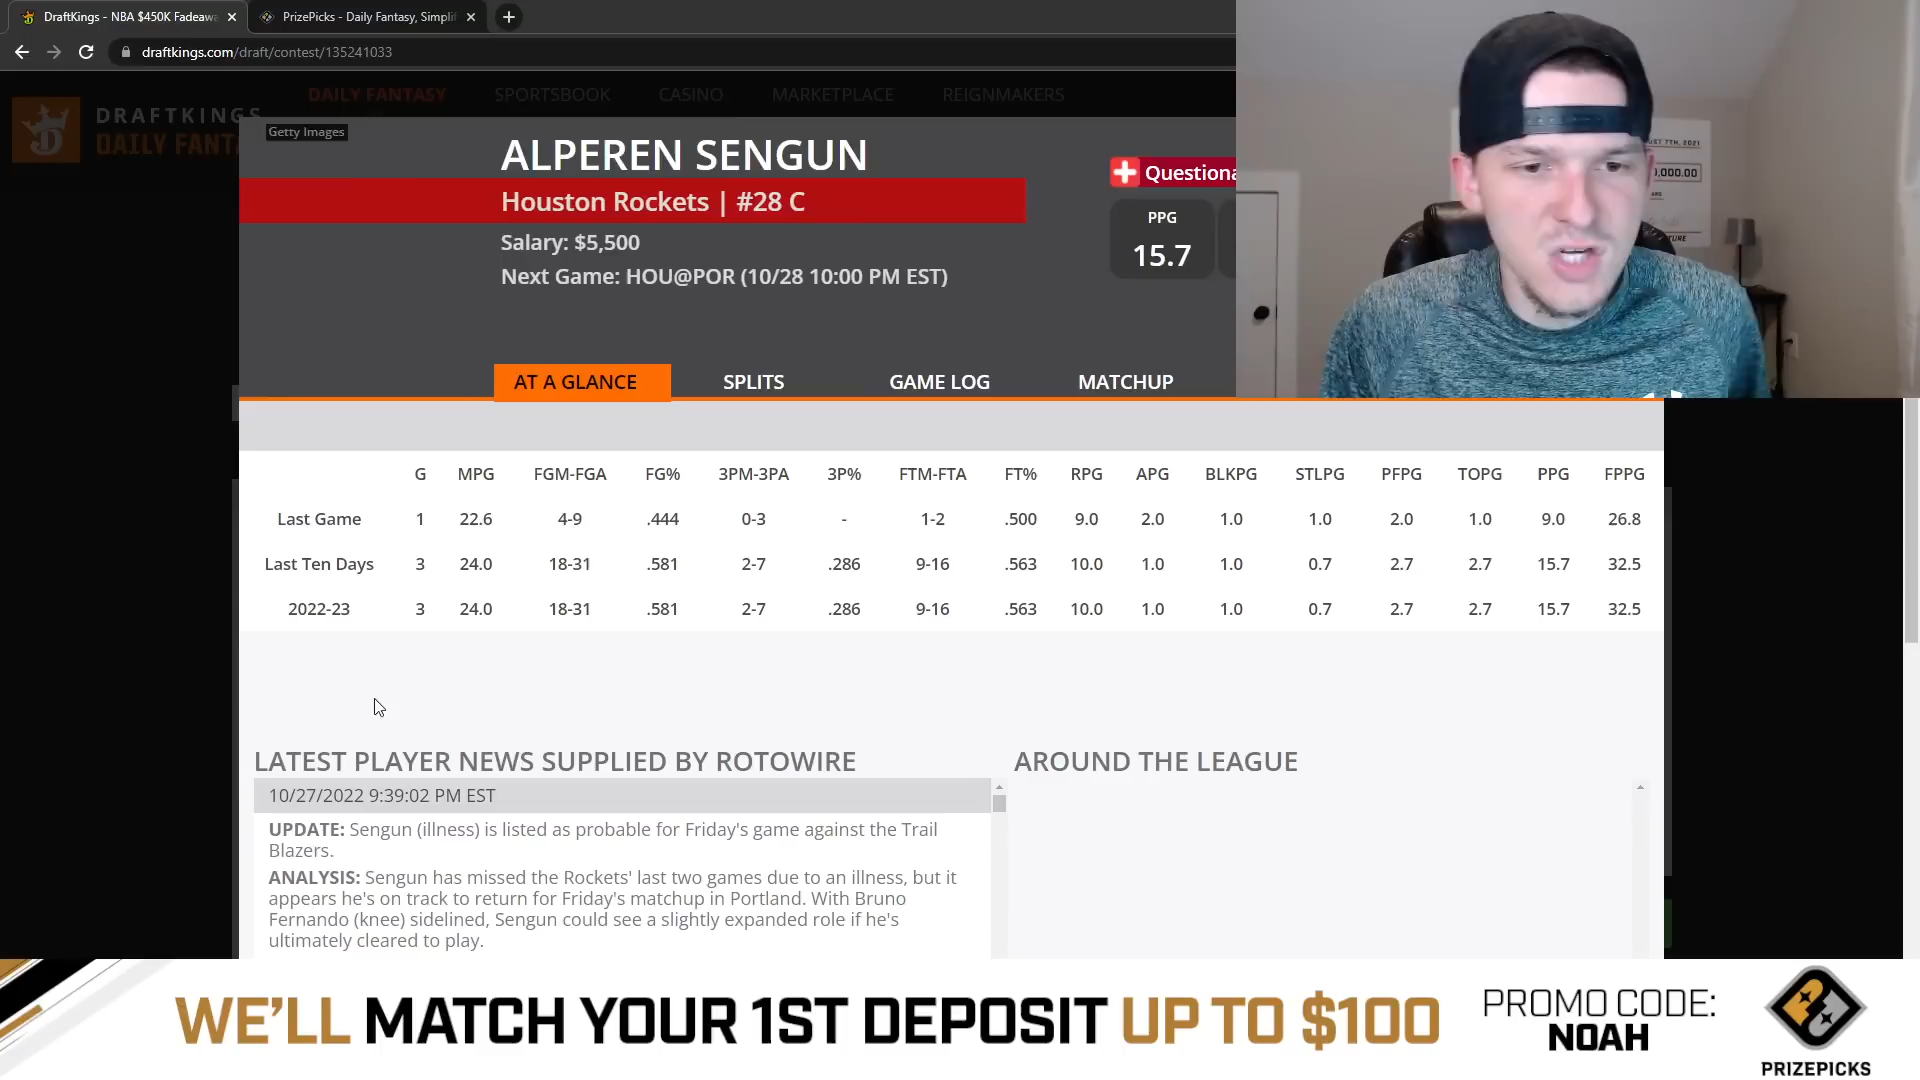 DraftKings - NBA $450K Fadeawa
PrizePicks - Daily Fantasy, Simplif
draftkings.com/draft/contest/135241033
DAILY FANTASY SPORTSBOOK CASINO MARKETPLACE REIGNMAKERS
DRAFTKINGS
DAILY FANT
Getty Images
ALPEREN SENGUN
Houston Rockets | #28 C
Salary: $5,500
Next Game: HOU@POR (10/28 10:00 PM EST)
Questiona
PPG
15.7
UST 7TH, 2021
0,000.00
AT A GLANCE SPLITS GAME LOG MATCHUP
G MPG FGM-FGA FG% 3PM-3PA 3P% FTM-FTA FT% RPG APG BLKPG STLPG PFPG TOPG PPG FPPG
Last Game 1 22.6 4-9 .444 0-3 - 1-2 .500 9.0 2.0 1.0 1.0 2.0 1.0 9.0 26.8
Last Ten Days 3 24.0 18-31 .581 2-7 .286 9-16 .563 10.0 1.0 1.0 0.7 2.7 2.7 15.7 32.5
2022-23 3 24.0 18-31 .581 2-7 .286 9-16 .563 10.0 1.0 1.0 0.7 2.7 2.7 15.7 32.5
LATEST PLAYER NEWS SUPPLIED BY ROTOWIRE
10/27/2022 9:39:02 PM EST
UPDATE: Sengun (illness) is listed as probable for Friday's game against the Trail
Blazers.
ANALYSIS: Sengun has missed the Rockets' last two games due to an illness, but it
appears he's on track to return for Friday's matchup in Portland. With Bruno
Fernando (knee) sidelined, Sengun could see a slightly expanded role if he's
ultimately cleared to play.
AROUND THE LEAGUE
WE'LL MATCH YOUR 1ST DEPOSIT UP TO $100
PROMO CODE:
NOAH
PRIZEPICKS